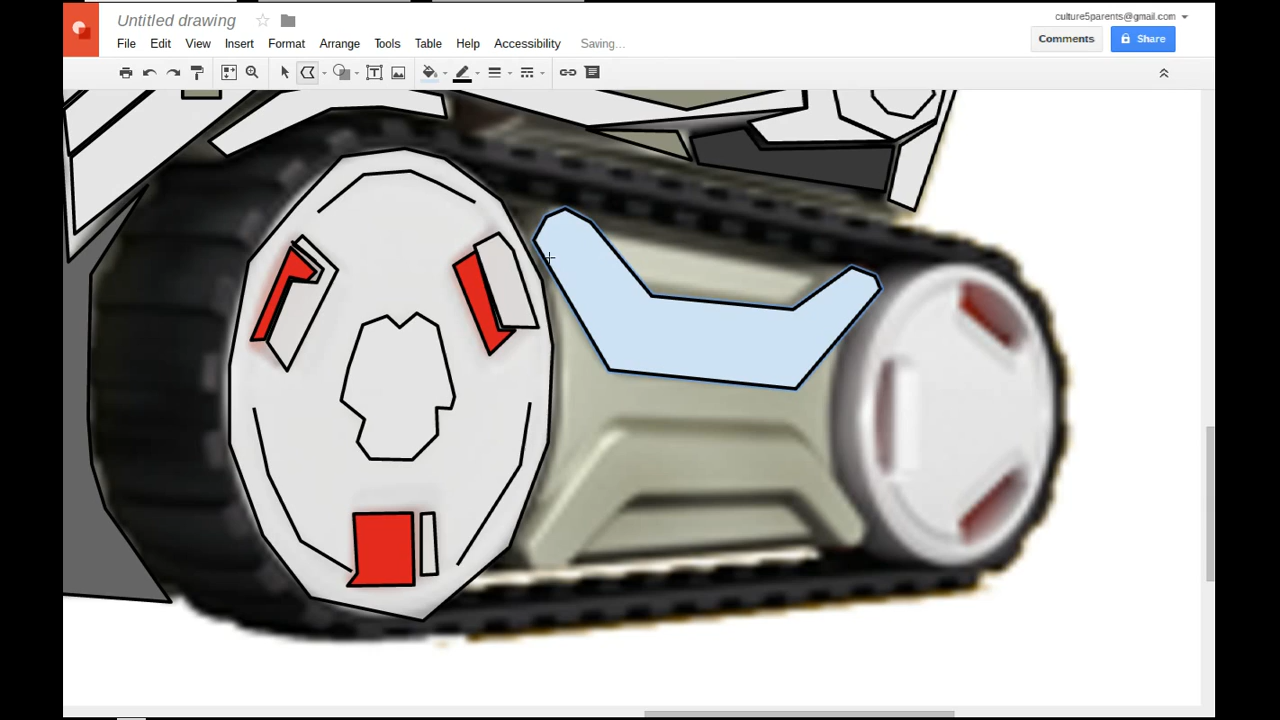 Untitled drawing
culture5parents@gmail.com
File Edit View Insert Format Arrange Tools Table Help Accessibility Saving...
Comments Share